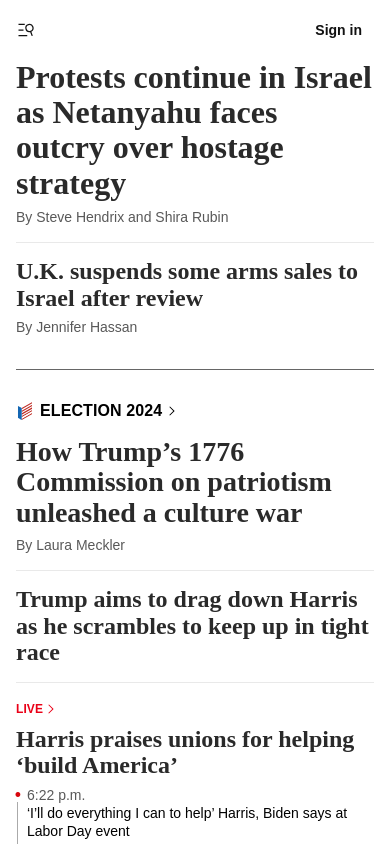 Sign in
Protests continue in Israel
as Netanyahu faces
outcry over hostage
strategy
By Steve Hendrix and Shira Rubin
U.K. suspends some arms sales to
Israel after review
By Jennifer Hassan
ELECTION 2024
How Trump’s 1776
Commission on patriotism
unleashed a culture war
By Laura Meckler
Trump aims to drag down Harris
as he scrambles to keep up in tight
race
LIVE
Harris praises unions for helping
‘build America’
6:22 p.m.
‘I’ll do everything I can to help’ Harris, Biden says at
Labor Day event